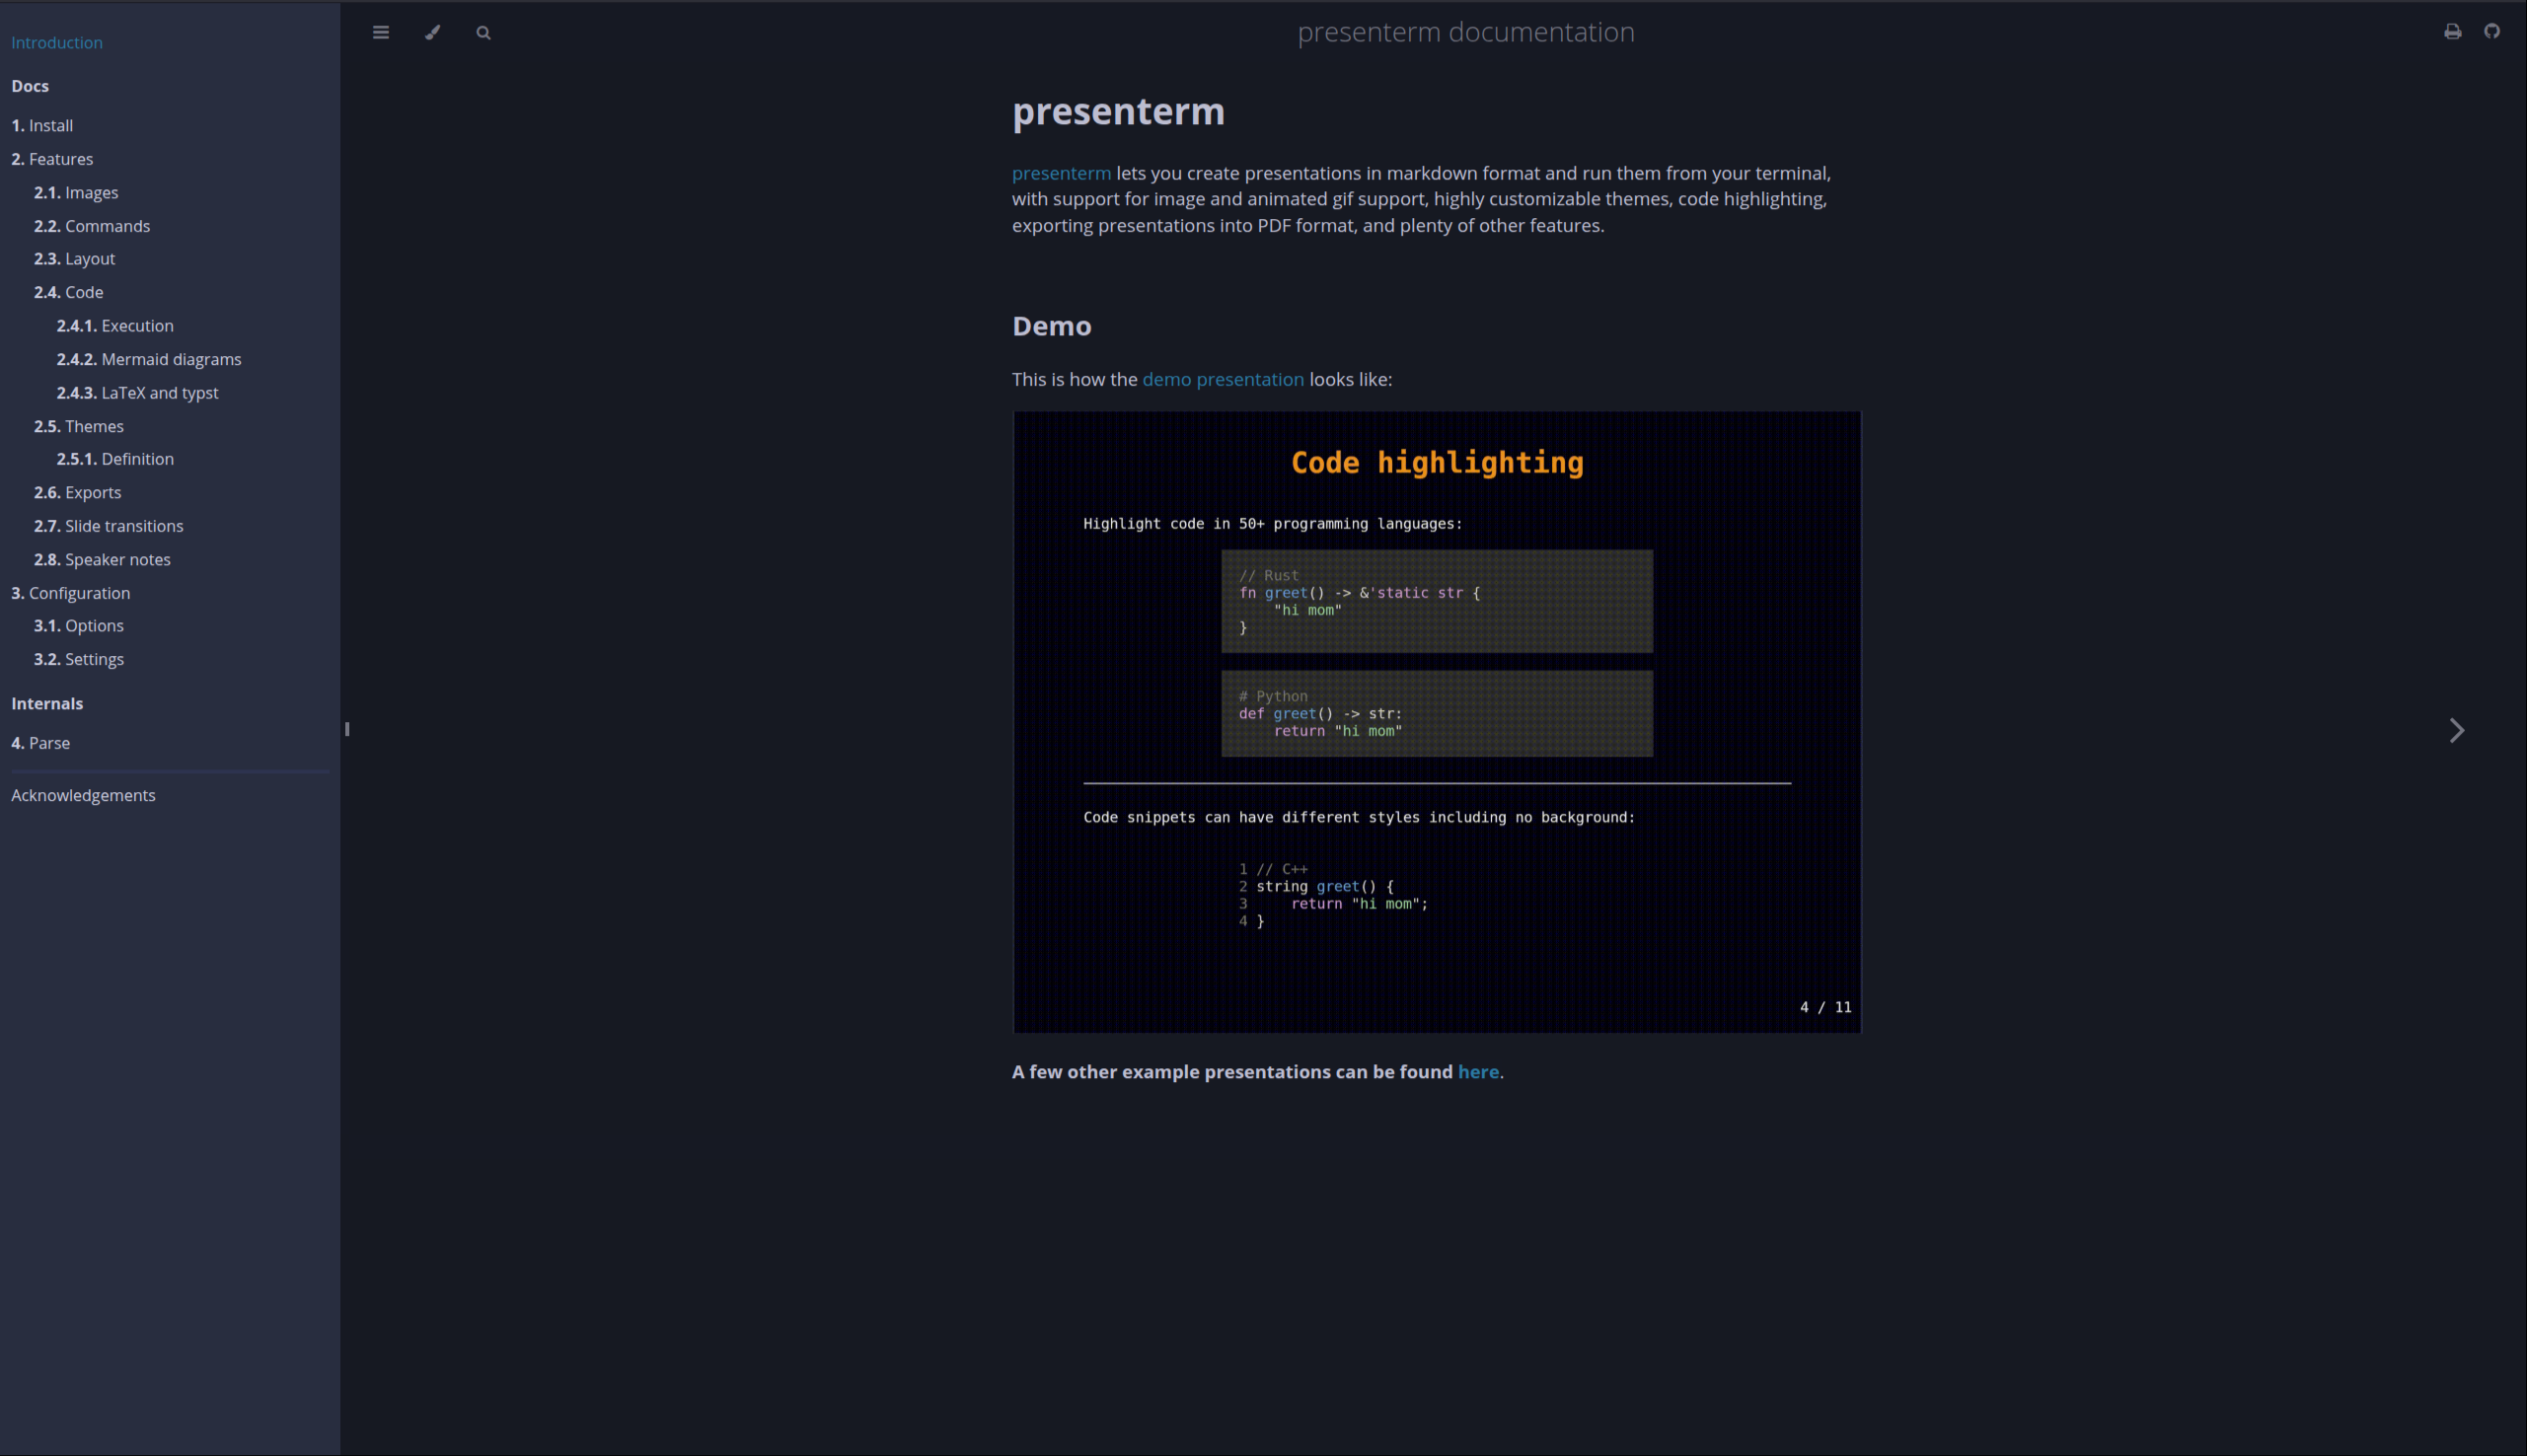 Introduction
Docs
1. Install
2. Features
2.1. Images
2.2. Commands
2.3. Layout
2.4. Code
2.4.1. Execution
2.4.2. Mermaid diagrams
2.4.3. LaTeX and typst
2.5. Themes
2.5.1. Definition
2.6. Exports
2.7. Slide transitions
2.8. Speaker notes
3. Configuration
3.1. Options
3.2. Settings
Internals
4. Parse
Acknowledgements
presenterm documentation
presenterm
presenterm lets you create presentations in markdown format and run them from your terminal,
with support for image and animated gif support, highly customizable themes, code highlighting,
exporting presentations into PDF format, and plenty of other features.
Demo
This is how the demo presentation looks like:
Code highlighting
Highlight code in 50+ programming languages:
// Rust
fn greet() -> &'static str {
    "hi mom"
}
# Python
def greet() -> str:
    return "hi mom"
Code snippets can have different styles including no background:
1 // C++
2 string greet() {
3     return "hi mom";
4 }
4 / 11
A few other example presentations can be found here.